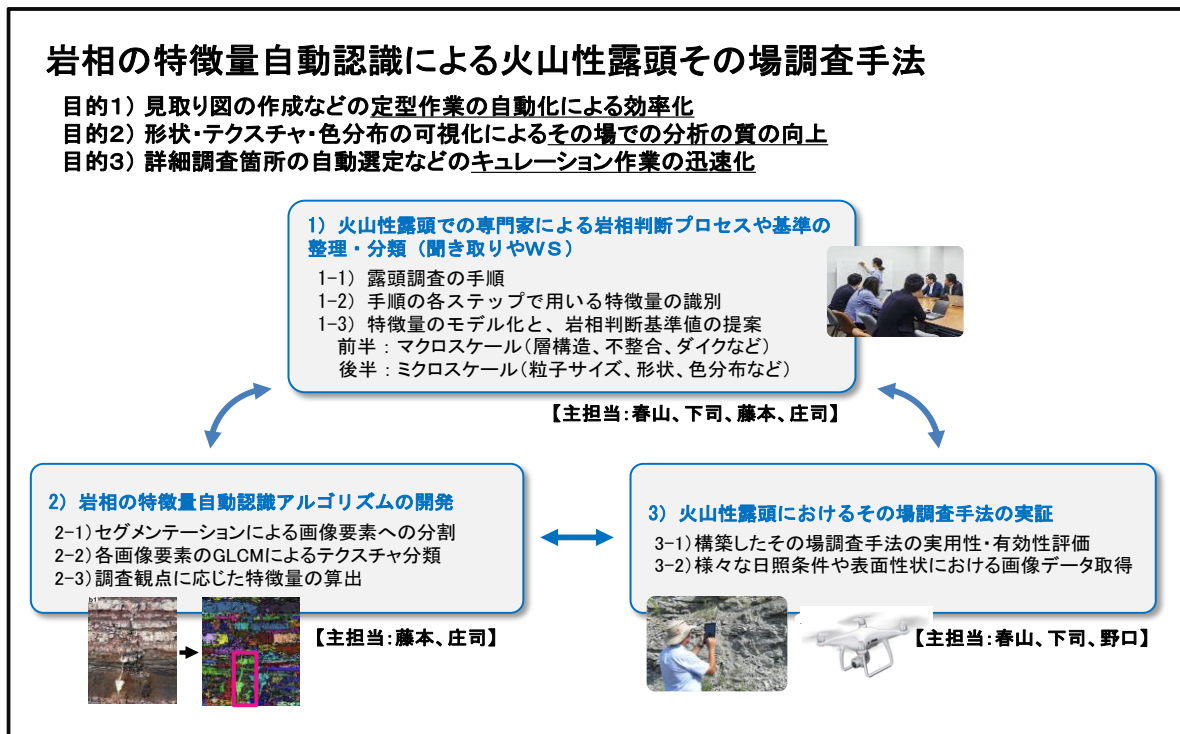 岩相の特徴量自動認識による火山性露頭その場調査手法
目的1） 見取り図の作成などの定型作業の自動化による効率化
目的2） 形状・テクスチャ・色分布の可視化によるその場での分析の質の向上
目的3） 詳細調査箇所の自動選定などのキュレーション作業の迅速化
1）火山性露頭での専門家による岩相判断プロセスや基準の
整理・分類（聞き取りやＷＳ）
1-1）露頭調査の手順
1-2）手順の各ステップで用いる特徴量の識別
1-3）特徴量のモデル化と、岩相判断基準値の提案
前半：マクロスケール（層構造、不整合、ダイクなど）
後半：ミクロスケール（粒子サイズ、形状、色分布など）
【主担当：春山、下司、藤本、庄司】
2）岩相の特徴量自動認識アルゴリズムの開発
2-1）セグメンテーションによる画像要素への分割
2-2）各画像要素のGLCMによるテクスチャ分類
2-3）調査観点に応じた特徴量の算出
【主担当：藤本、庄司】
3）火山性露頭におけるその場調査手法の実証
3-1）構築したその場調査手法の実用性・有効性評価
3-2）様々な日照条件や表面性状における画像データ取得
【主担当：春山、下司、野口】